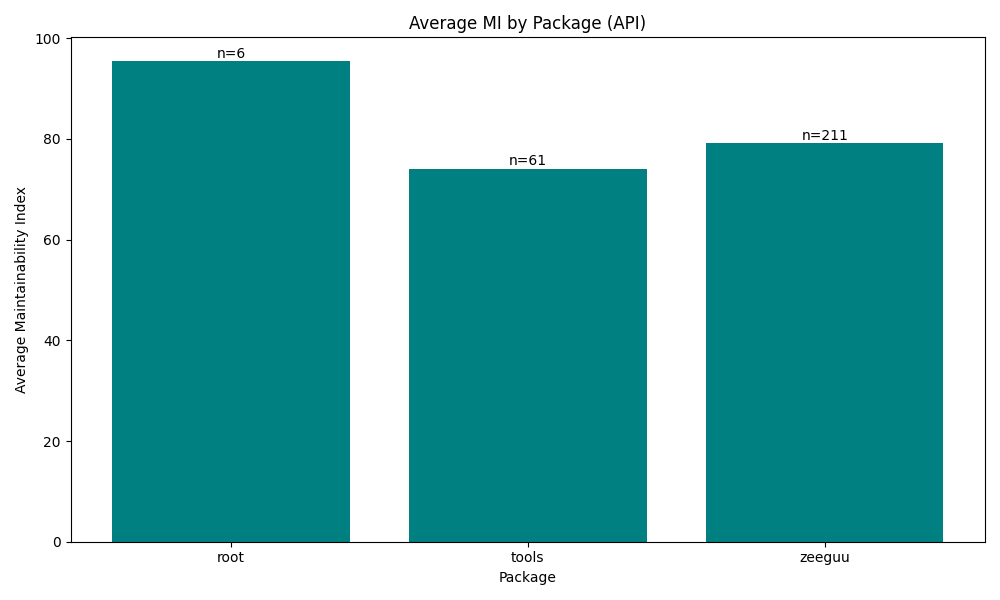 Average MI by Package (API)
100
80
60
40
20
0
Average Maintainability Index
n=6
n=61
n=211
root
tools
zeeguu
Package